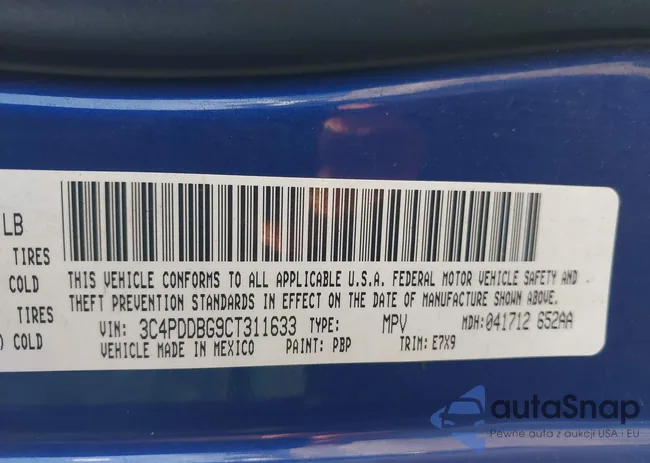 LB
TIRES
COLD
THIS VEHICLE CONFORMS TO ALL APPLICABLE U.S.A. FEDERAL MOTOR VEHICLE SAFETY AND
THEFT PREVENTION STANDARDS IN EFFECT ON THE DATE OF MANUFACTURE SHOWN ABOVE.
TIRES
COLD
VIN: 3C4PDDBG9CT311633 TYPE: MPV MDH:041712 652AA
VEHICLE MADE IN MEXICO PAINT: PBP TRIM: E7X9
autaSnap
Pewne auta z aukcji USA i EU